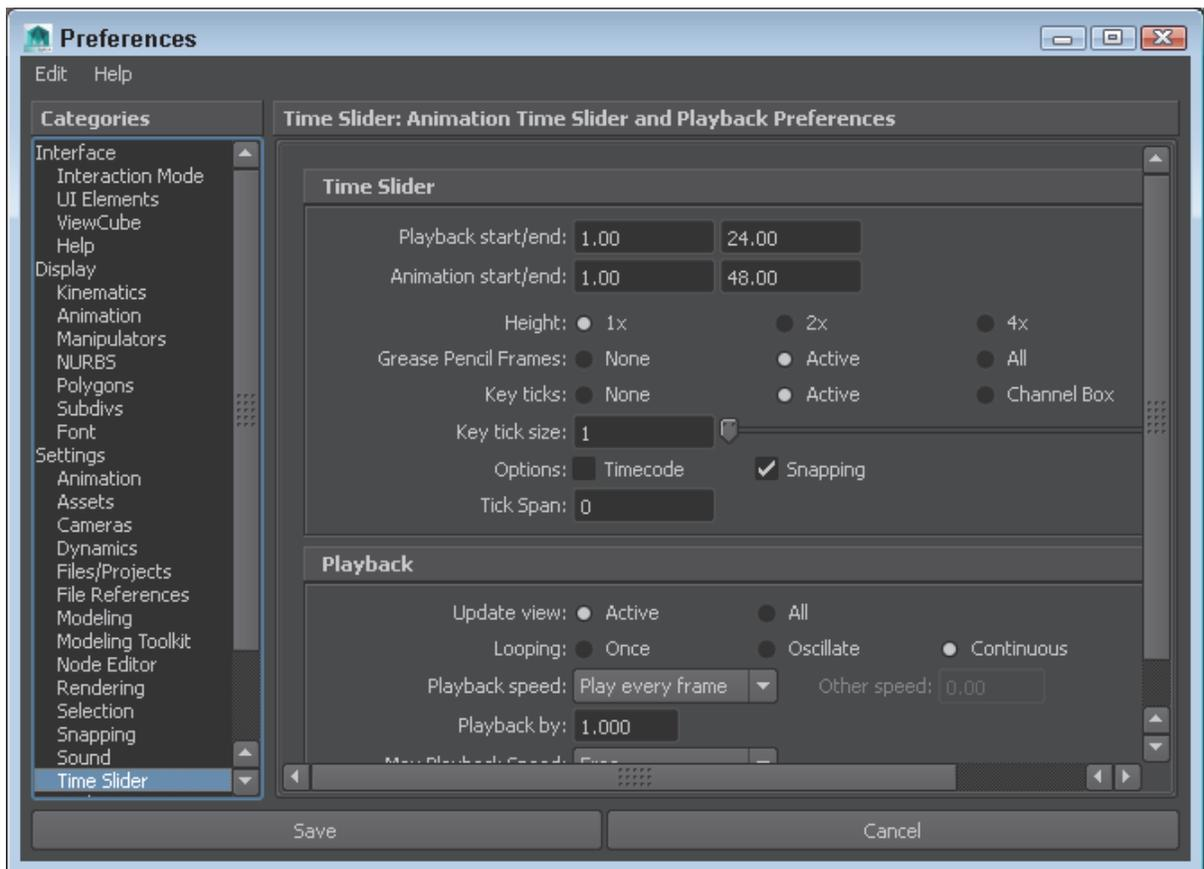 Preferences
Edit Help
Categories
Interface
Interaction Mode
UI Elements
ViewCube
Help
Display
Kinematics
Animation
Manipulators
NURBS
Polygons
Subdivs
Font
Settings
Animation
Assets
Cameras
Dynamics
Files/Projects
File References
Modeling
Modeling Toolkit
Node Editor
Rendering
Selection
Snapping
Sound
Time Slider
Time Slider: Animation Time Slider and Playback Preferences
Time Slider
Playback start/end: 1.00 24.00
Animation start/end: 1.00 48.00
Height: 1x 2x 4x
Grease Pencil Frames: None Active All
Key ticks: None Active Channel Box
Key tick size: 1
Options: Timecode Snapping
Tick Span: 0
Playback
Update view: Active All
Looping: Once Oscillate Continuous
Playback speed: Play every frame Other speed: 0.00
Playback by: 1.000
Max Playback Speed: Free
Save Cancel